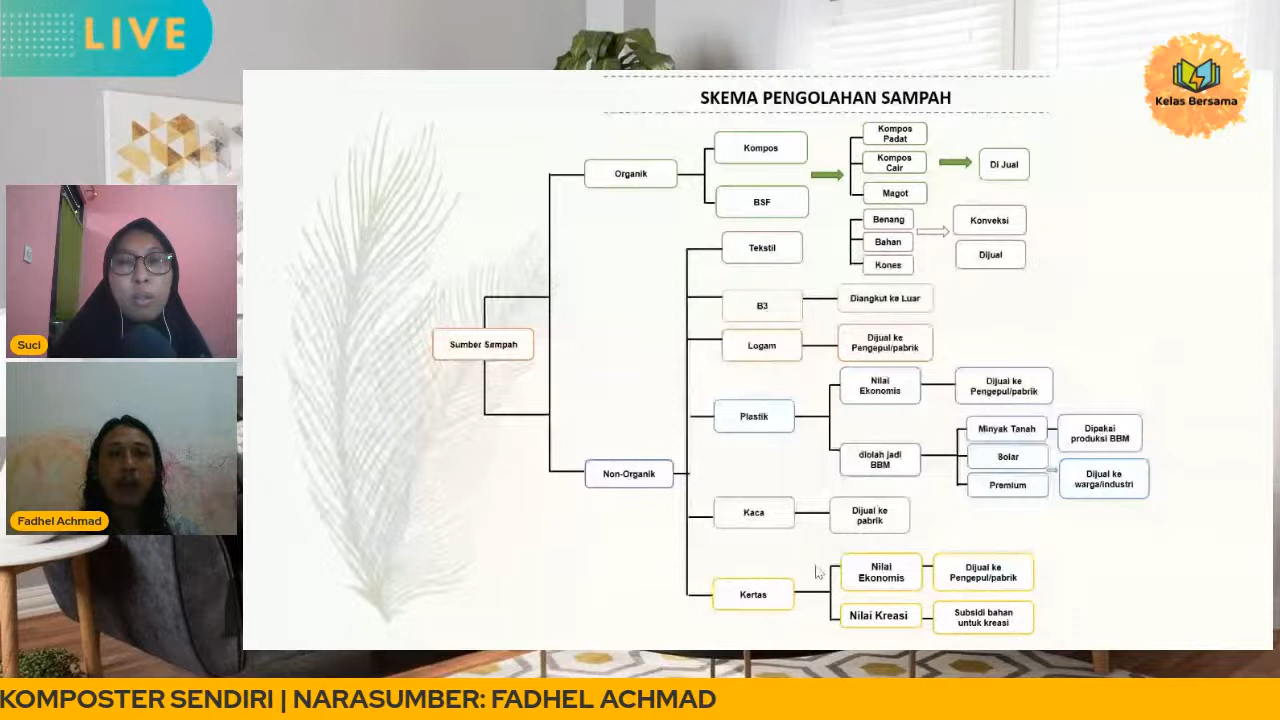 LIVE
Kelas Bersama
SKEMA PENGOLAHAN SAMPAH
Sumber Sampah
Organik
Kompos
BSF
Kompos
Padat
Kompos
Cair
Magot
Di Jual
Non-Organik
Tekstil
Benang
Bahan
Kones
Konveksi
Dijual
B3
Diangkut ke Luar
Logam
Dijual ke
Pengepul/pabrik
Plastik
Nilai
Ekonomis
Dijual ke
Pengepul/pabrik
diolah jadi
BBM
Minyak Tanah
Solar
Premium
Dipakai
produksi BBM
Dijual ke
warga/industri
Kaca
Dijual ke
pabrik
Kertas
Nilai
Ekonomis
Dijual ke
Pengepul/pabrik
Nilai Kreasi
Subsidi bahan
untuk kreasi
Suci
Fadhel Achmad
KOMPOSTER SENDIRI | NARASUMBER: FADHEL ACHMAD